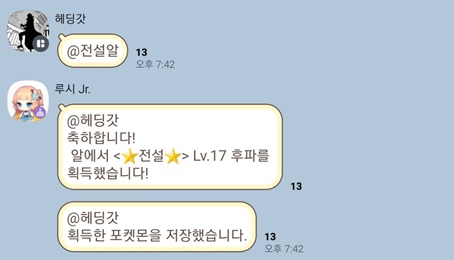 헤딩갓
@전설알
13
오후 7:42
루시 Jr.
@헤딩갓
축하합니다!
알에서 <⭐전설⭐> Lv.17 후파를
획득했습니다!
13
@헤딩갓
획득한 포켓몬을 저장했습니다.
13
오후 7:42